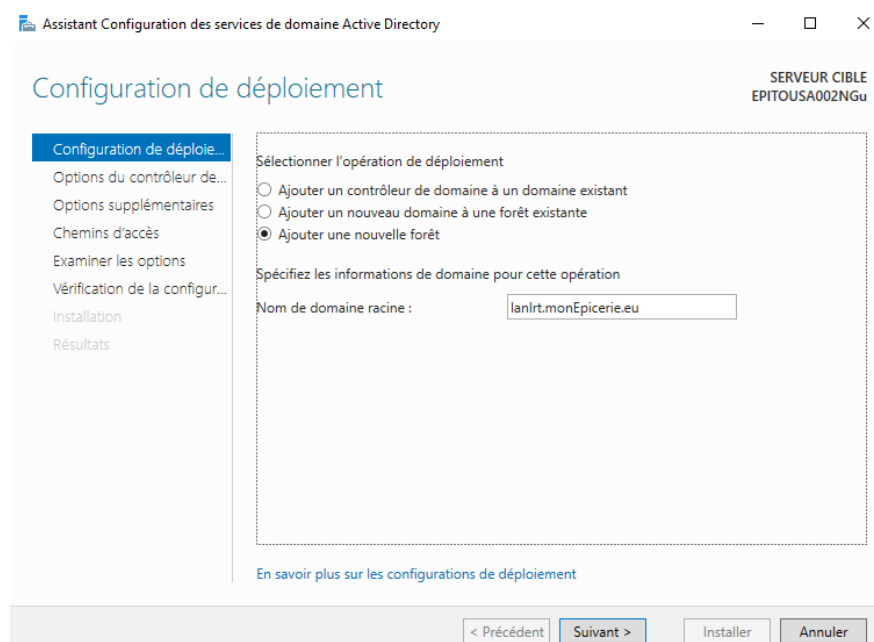 Assistant Configuration des services de domaine Active Directory
Configuration de déploiement
SERVEUR CIBLE
EPITOUSA002NGu
Configuration de déploie...
Options du contrôleur de...
Options supplémentaires
Chemins d'accès
Examiner les options
Vérification de la configur...
Installation
Résultats
Sélectionner l'opération de déploiement
Ajouter un contrôleur de domaine à un domaine existant
Ajouter un nouveau domaine à une forêt existante
Ajouter une nouvelle forêt
Spécifiez les informations de domaine pour cette opération
Nom de domaine racine :
lanlrt.monEpicerie.eu
En savoir plus sur les configurations de déploiement
< Précédent
Suivant >
Installer
Annuler